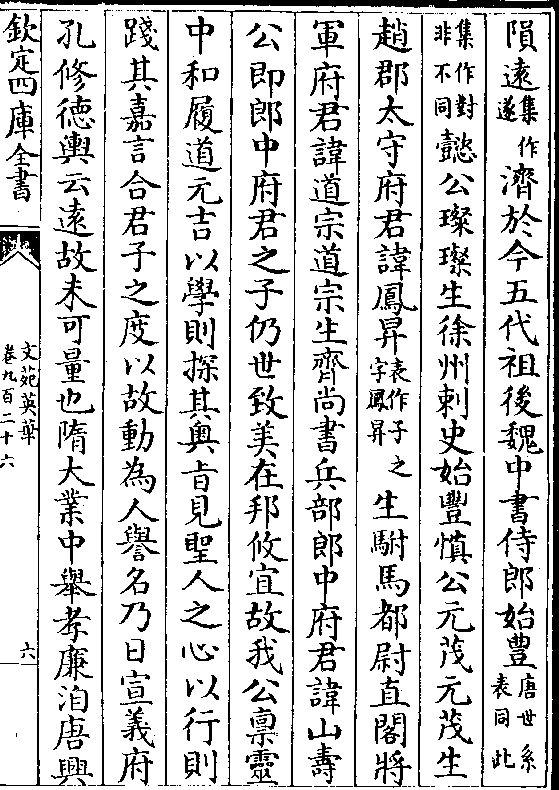 隕遠集作遂濟於今五代祖後魏中書侍郎始豐唐世系表同此
集作對非不同懿公璨璨生徐州刺史始豐慎公元茂元茂生
趙郡太守府君諱鳳昇表作子字鳳昇之生駙馬都尉直閣將
軍府君諱道宗道宗生齊尚書兵部郎中府君諱山壽
公即郎中府君之子仍世致美在邦攸宜故我公禀靈
中和履道元吉以學則探其奥旨見聖人之心以行則
踐其嘉言合君子之度以故動為人譽名乃日宣義府
孔修德輿云遠故未可量也隋大業中舉孝廉洎唐興
欽定四庫全書
文苑英華
卷九百二十六
六